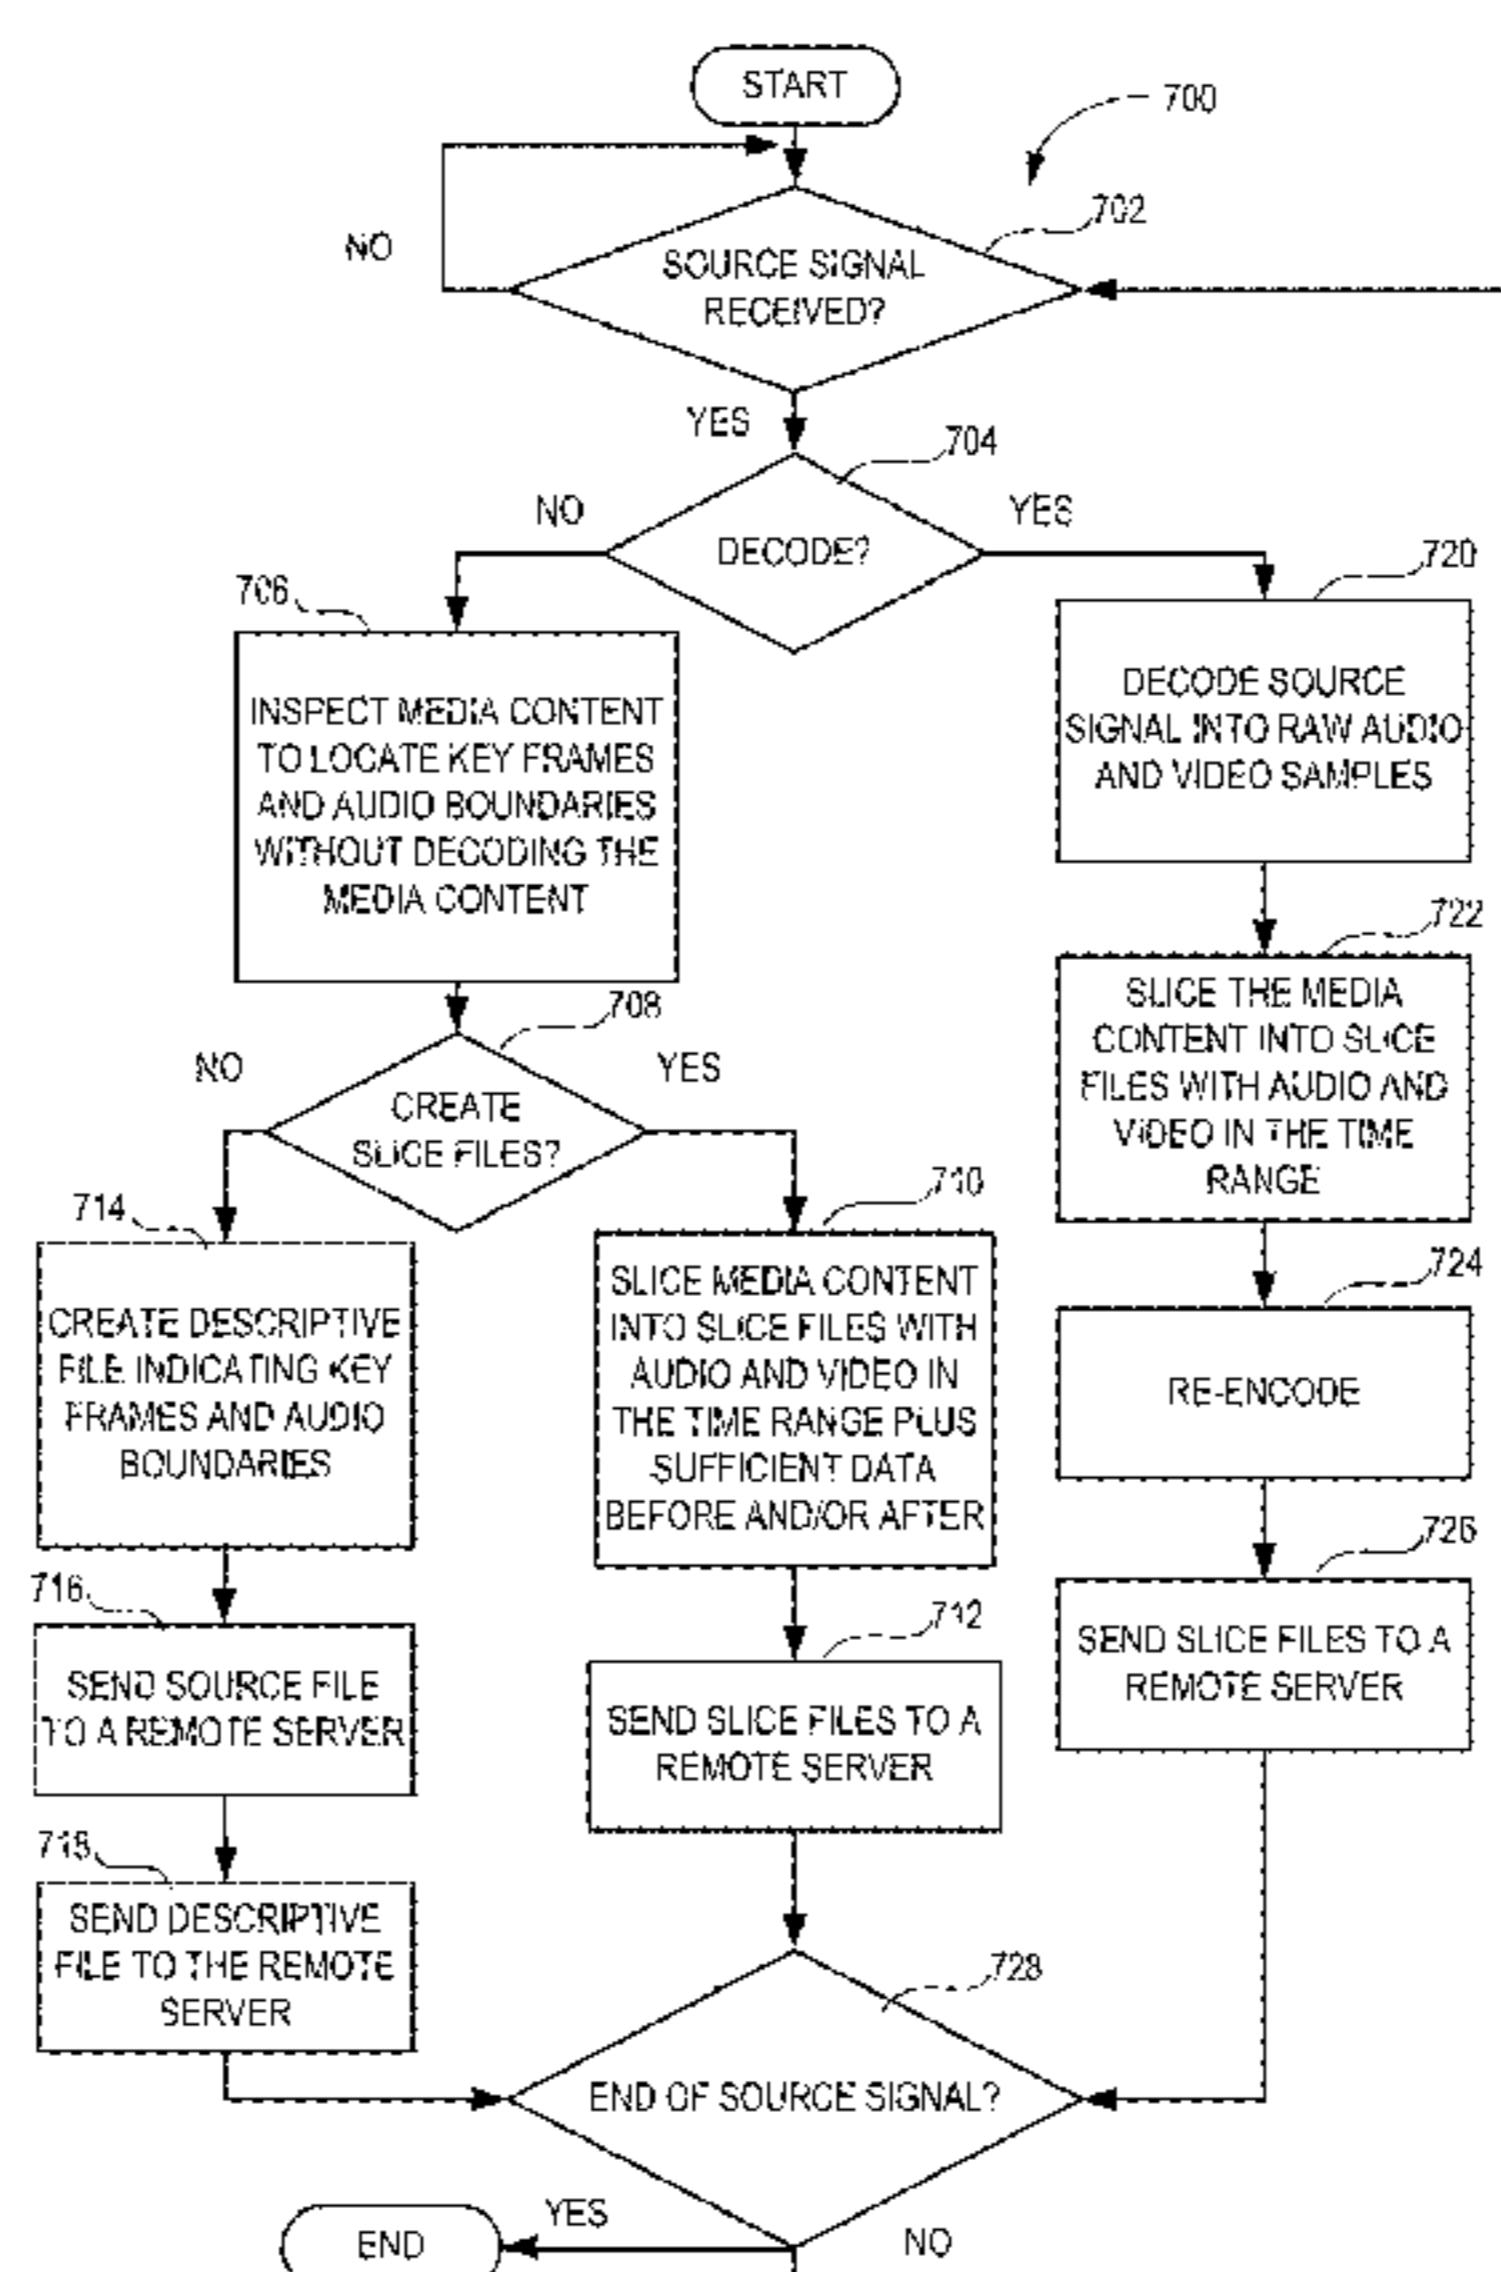 START
700
702
NO
SOURCE SIGNAL
RECEIVED?
YES
704
NO
YES
DECODE?
720
706
DECODE SOURCE
SIGNAL INTO RAW AUDIO
AND VIDEO SAMPLES
INSPECT MEDIA CONTENT
TO LOCATE KEY FRAMES
AND AUDIO BOUNDARIES
WITHOUT DECODING THE
MEDIA CONTENT
722
SLICE THE MEDIA
CONTENT INTO SLICE
FILES WITH AUDIO AND
VIDEO IN THE TIME
RANGE
708
NO
YES
CREATE
SLICE FILES?
710
714
724
SLICE MEDIA CONTENT
INTO SLICE FILES WITH
AUDIO AND VIDEO IN
THE TIME RANGE PLUS
SUFFICIENT DATA
BEFORE AND/OR AFTER
CREATE DESCRIPTIVE
FILE INDICATING KEY
FRAMES AND AUDIO
BOUNDARIES
RE-ENCODE
726
716
712
SEND SLICE FILES TO A
REMOTE SERVER
SEND SOURCE FILE
TO A REMOTE SERVER
SEND SLICE FILES TO A
REMOTE SERVER
718
SEND DESCRIPTIVE
FILE TO THE REMOTE
SERVER
728
END OF SOURCE SIGNAL?
YES
NO
END